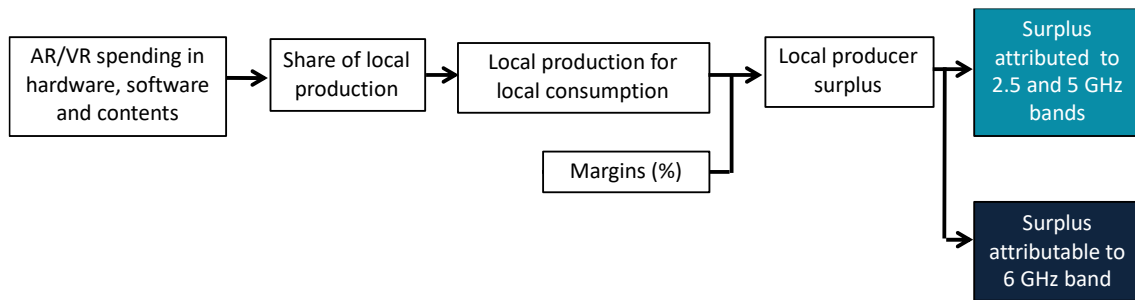 AR/VR spending in
hardware, software
and contents
Share of local
production
Local production for
local consumption
Margins (%)
Local producer
surplus
Surplus
attributed  to
2.5 and 5 GHz
bands
Surplus
attributable to
6 GHz band